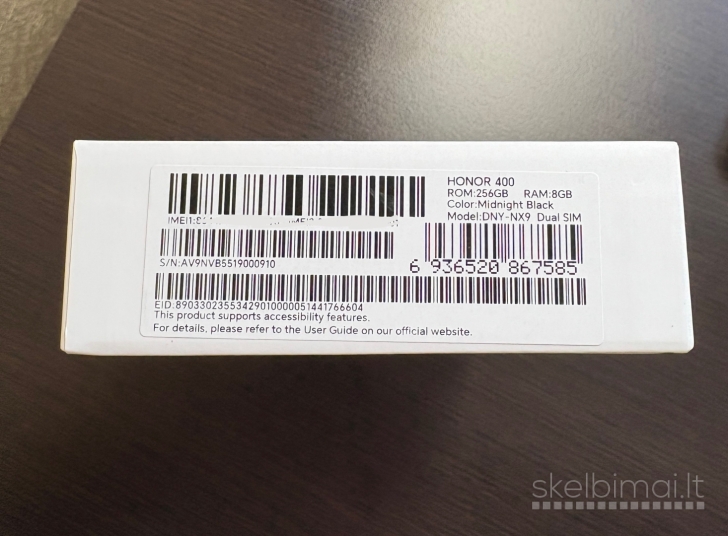 HONOR 400
ROM:256GB RAM:8GB
Color:Midnight Black
Model:DNY-NX9 Dual SIM
IMEI1:
S/N:AV9NVB5519000910
6 936520 867585
EID:89033023553429010000051441766604
This product supports accessibility features.
For details, please refer to the User Guide on our official website.
skelbimai.lt